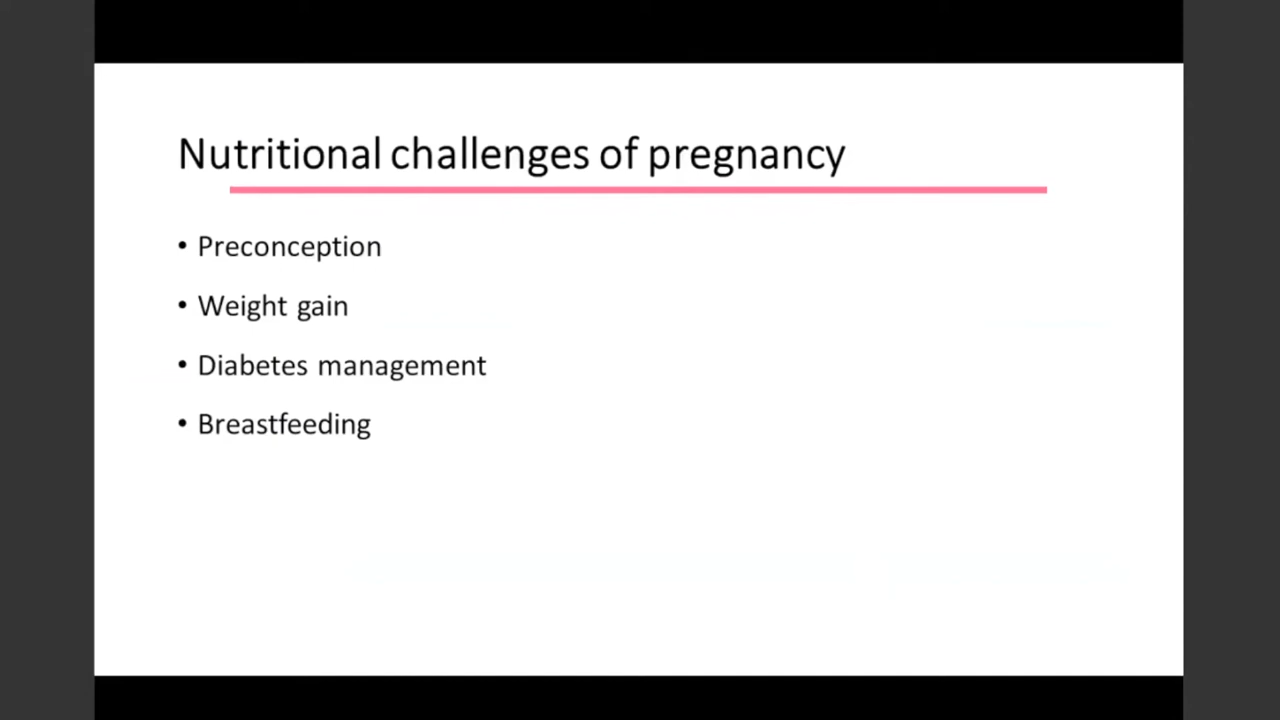 Nutritional challenges of pregnancy
• Preconception
• Weight gain
• Diabetes management
• Breastfeeding